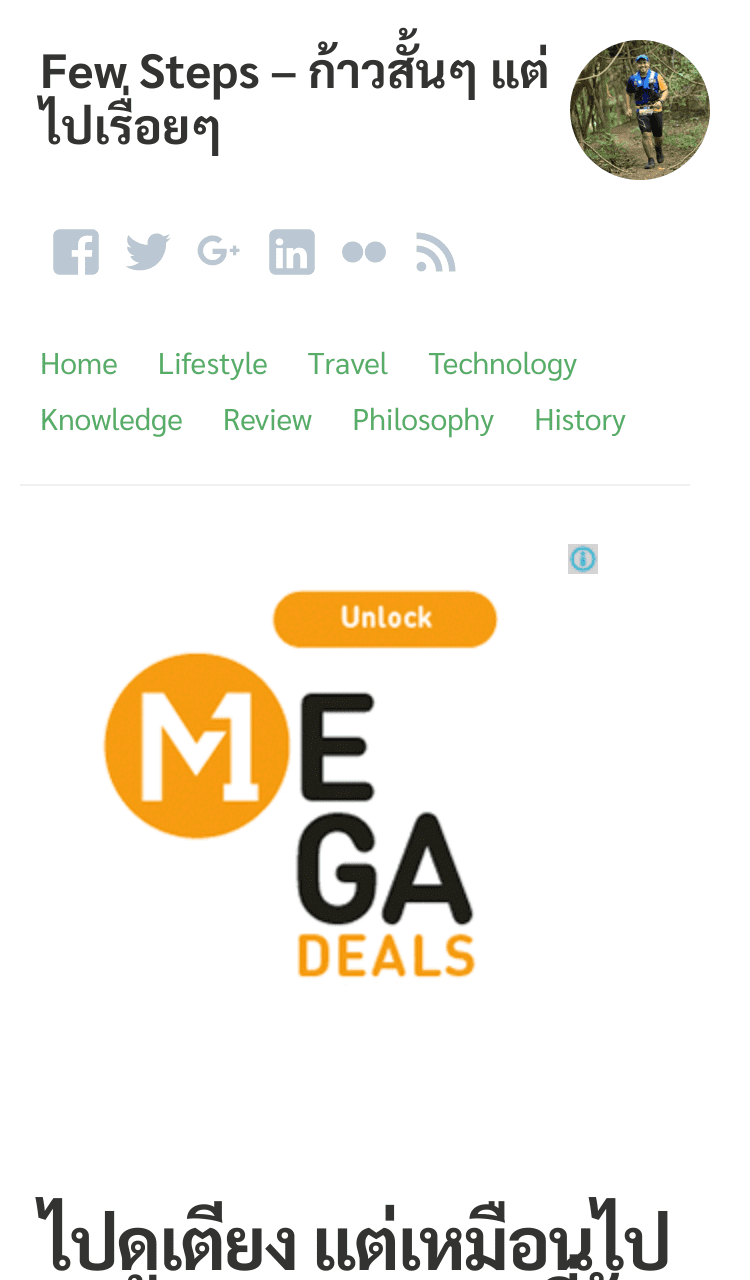 Few Steps – ก้าวสั้นๆ แต่
ไปเรื่อยๆ
Home Lifestyle Travel Technology
Knowledge Review Philosophy History
Unlock
M1 E
GA
DEALS
ไปดูเตียง แต่เหมือนไป